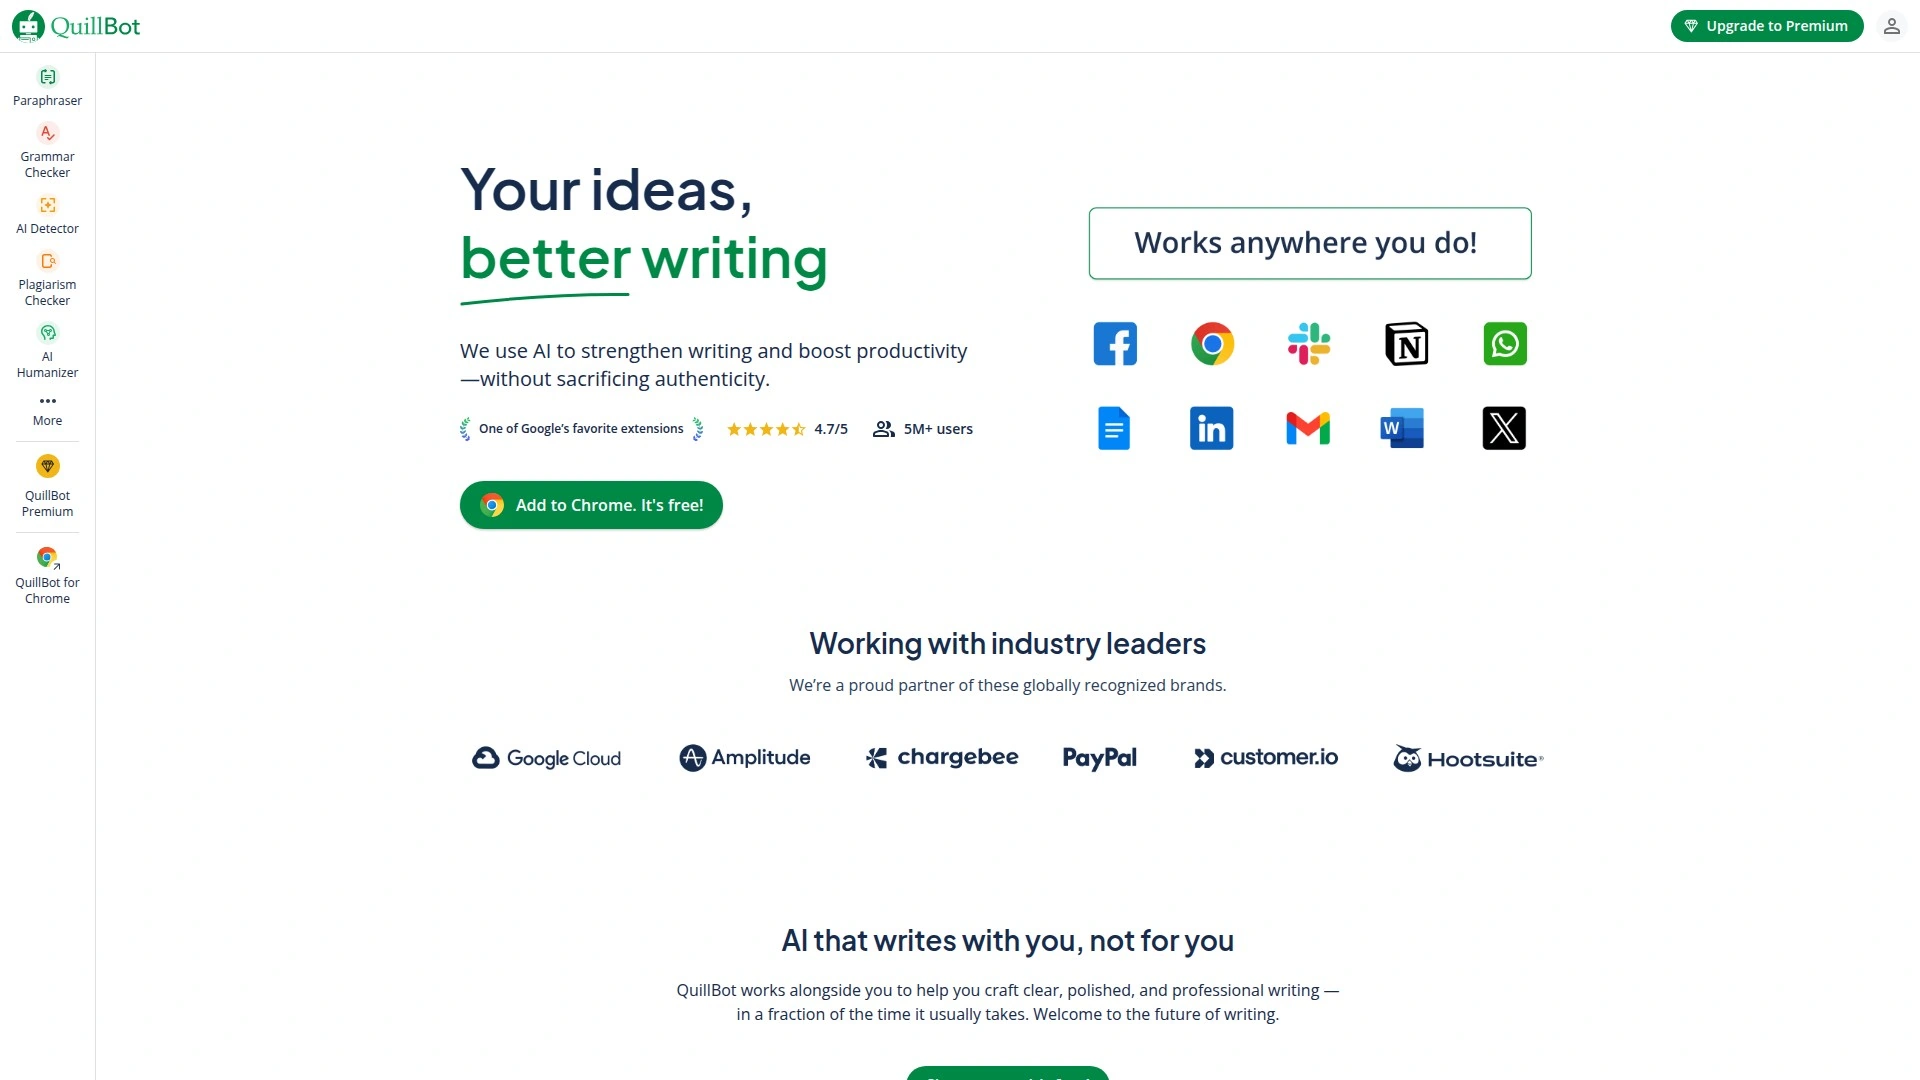 QuillBot
Upgrade to Premium
Paraphraser
Grammar
Checker
AI Detector
Plagiarism
Checker
AI
Humanizer
More
QuillBot
Premium
QuillBot for
Chrome
Your ideas,
better writing
We use AI to strengthen writing and boost productivity
—without sacrificing authenticity.
One of Google’s favorite extensions
4.7/5
5M+ users
Add to Chrome. It's free!
Works anywhere you do!
N
in
W
Working with industry leaders
We’re a proud partner of these globally recognized brands.
Google Cloud
Amplitude
chargebee
PayPal
customer.io
Hootsuite®
AI that writes with you, not for you
QuillBot works alongside you to help you craft clear, polished, and professional writing —
in a fraction of the time it usually takes. Welcome to the future of writing.